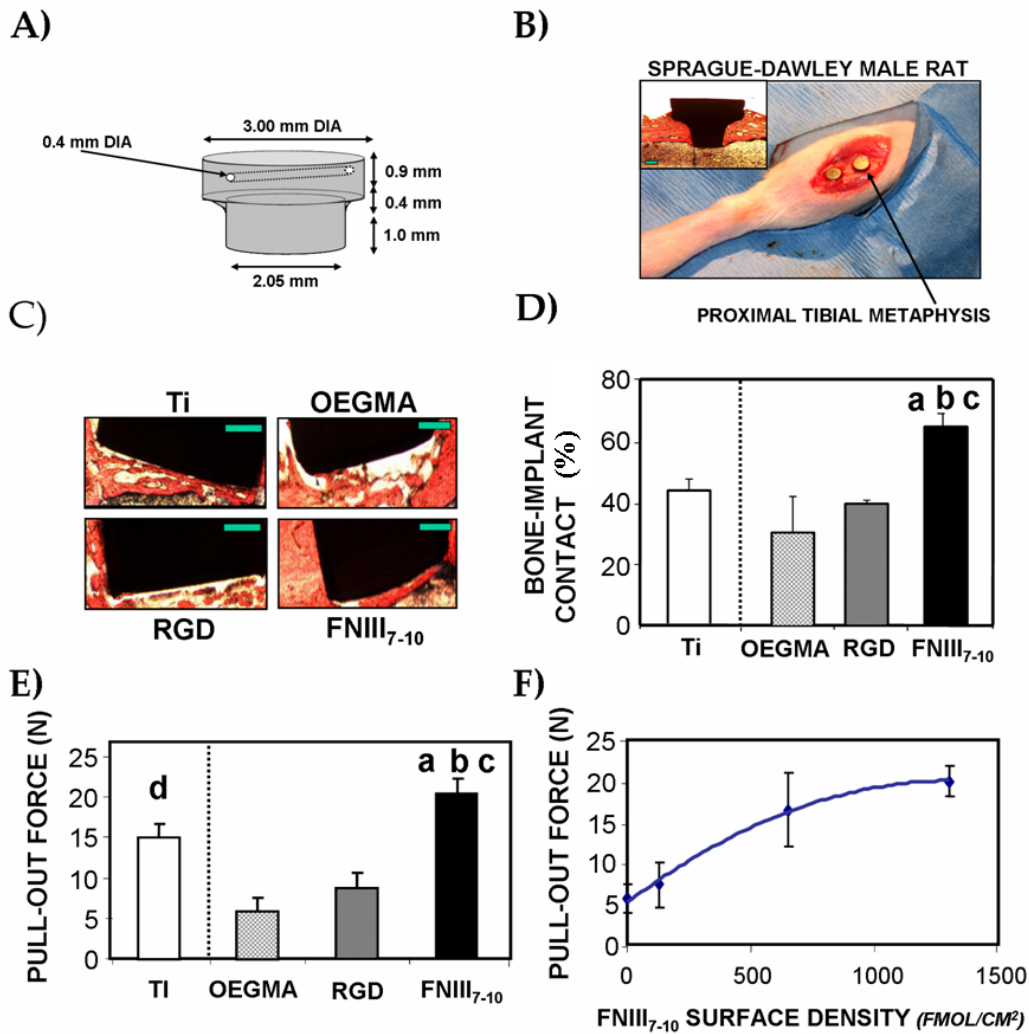 A)
3.00 mm DIA
0.4 mm DIA
0.9 mm
0.4 mm
1.0 mm
2.05 mm
B)
SPRAGUE-DAWLEY MALE RAT
PROXIMAL TIBIAL METAPHYSIS
C)
Ti
OEGMA
RGD
FNIII7-10
D)
BONE-IMPLANT
CONTACT (%)
80
60
40
20
0
a b c
Ti
OEGMA
RGD
FNIII7-10
E)
PULL-OUT FORCE (N)
25
20
15
10
5
0
d
a b c
TI
OEGMA
RGD
FNIII7-10
F)
PULL-OUT FORCE (N)
25
20
15
10
5
0
0
500
1000
1500
FNIII7-10 SURFACE DENSITY (FMOL/CM²)